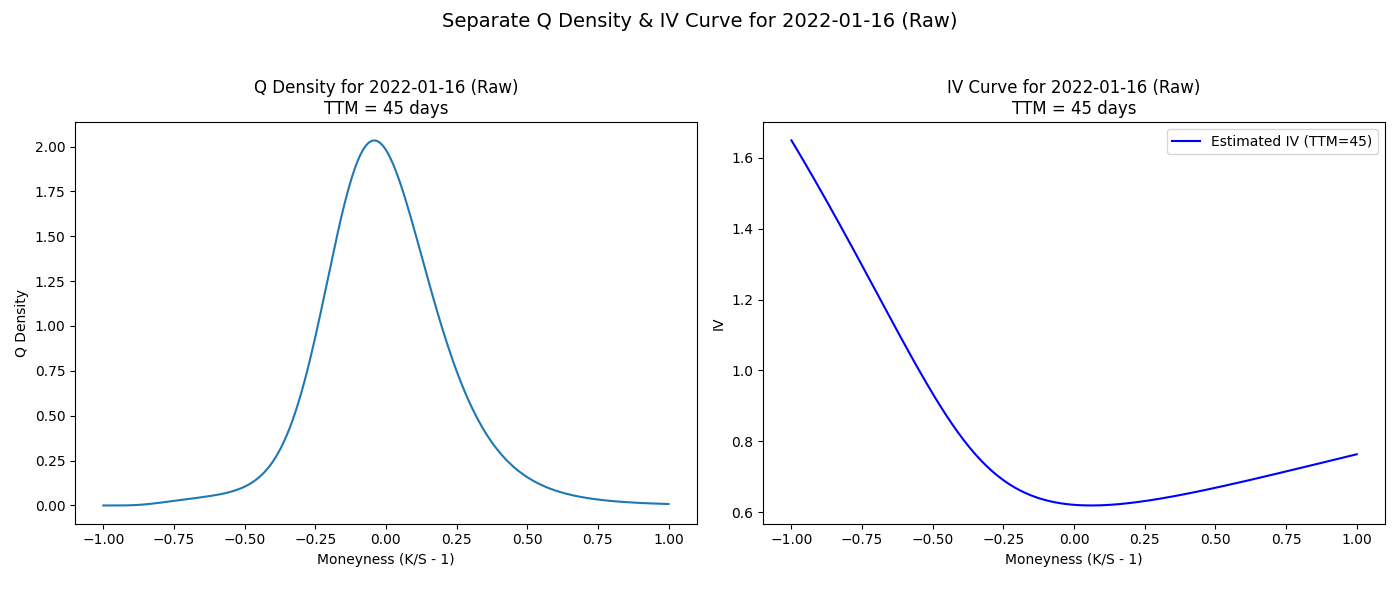 Separate Q Density & IV Curve for 2022-01-16 (Raw)
Q Density for 2022-01-16 (Raw)
TTM = 45 days
2.00
1.75
1.50
1.25
1.00
0.75
0.50
0.25
0.00
Q Density
−1.00 −0.75 −0.50 −0.25 0.00 0.25 0.50 0.75 1.00
Moneyness (K/S - 1)
IV Curve for 2022-01-16 (Raw)
TTM = 45 days
Estimated IV (TTM=45)
1.6
1.4
1.2
1.0
0.8
0.6
IV
−1.00 −0.75 −0.50 −0.25 0.00 0.25 0.50 0.75 1.00
Moneyness (K/S - 1)